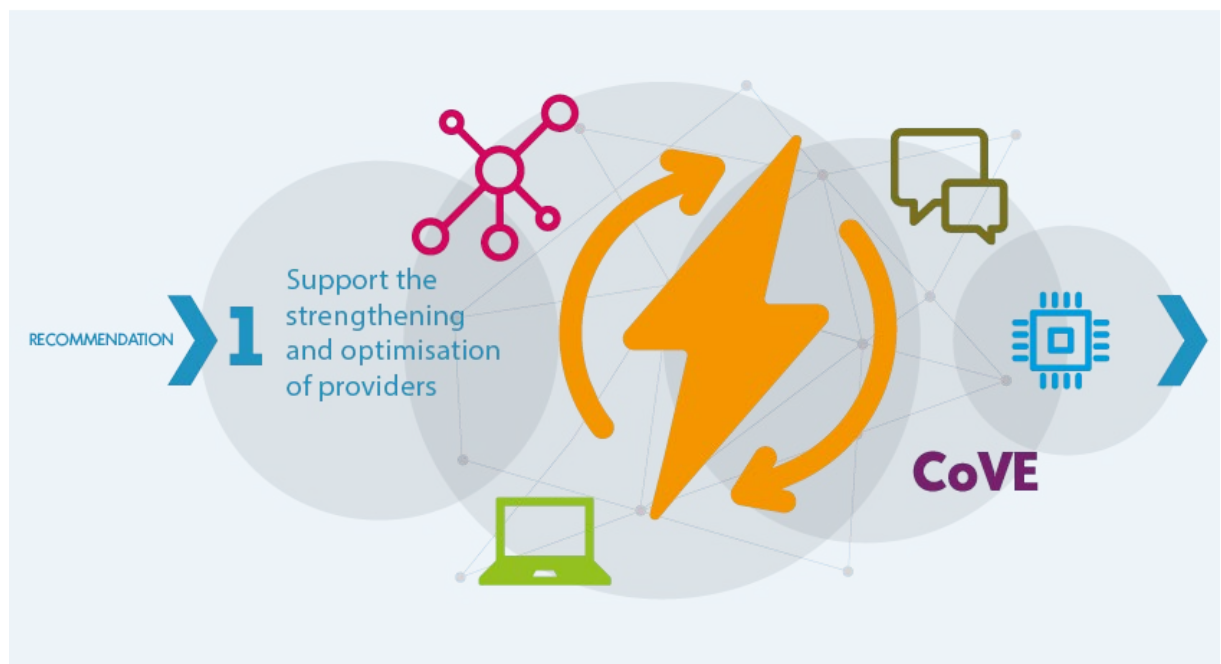 RECOMMENDATION
1
Support the
strengthening
and optimisation
of providers
CoVE